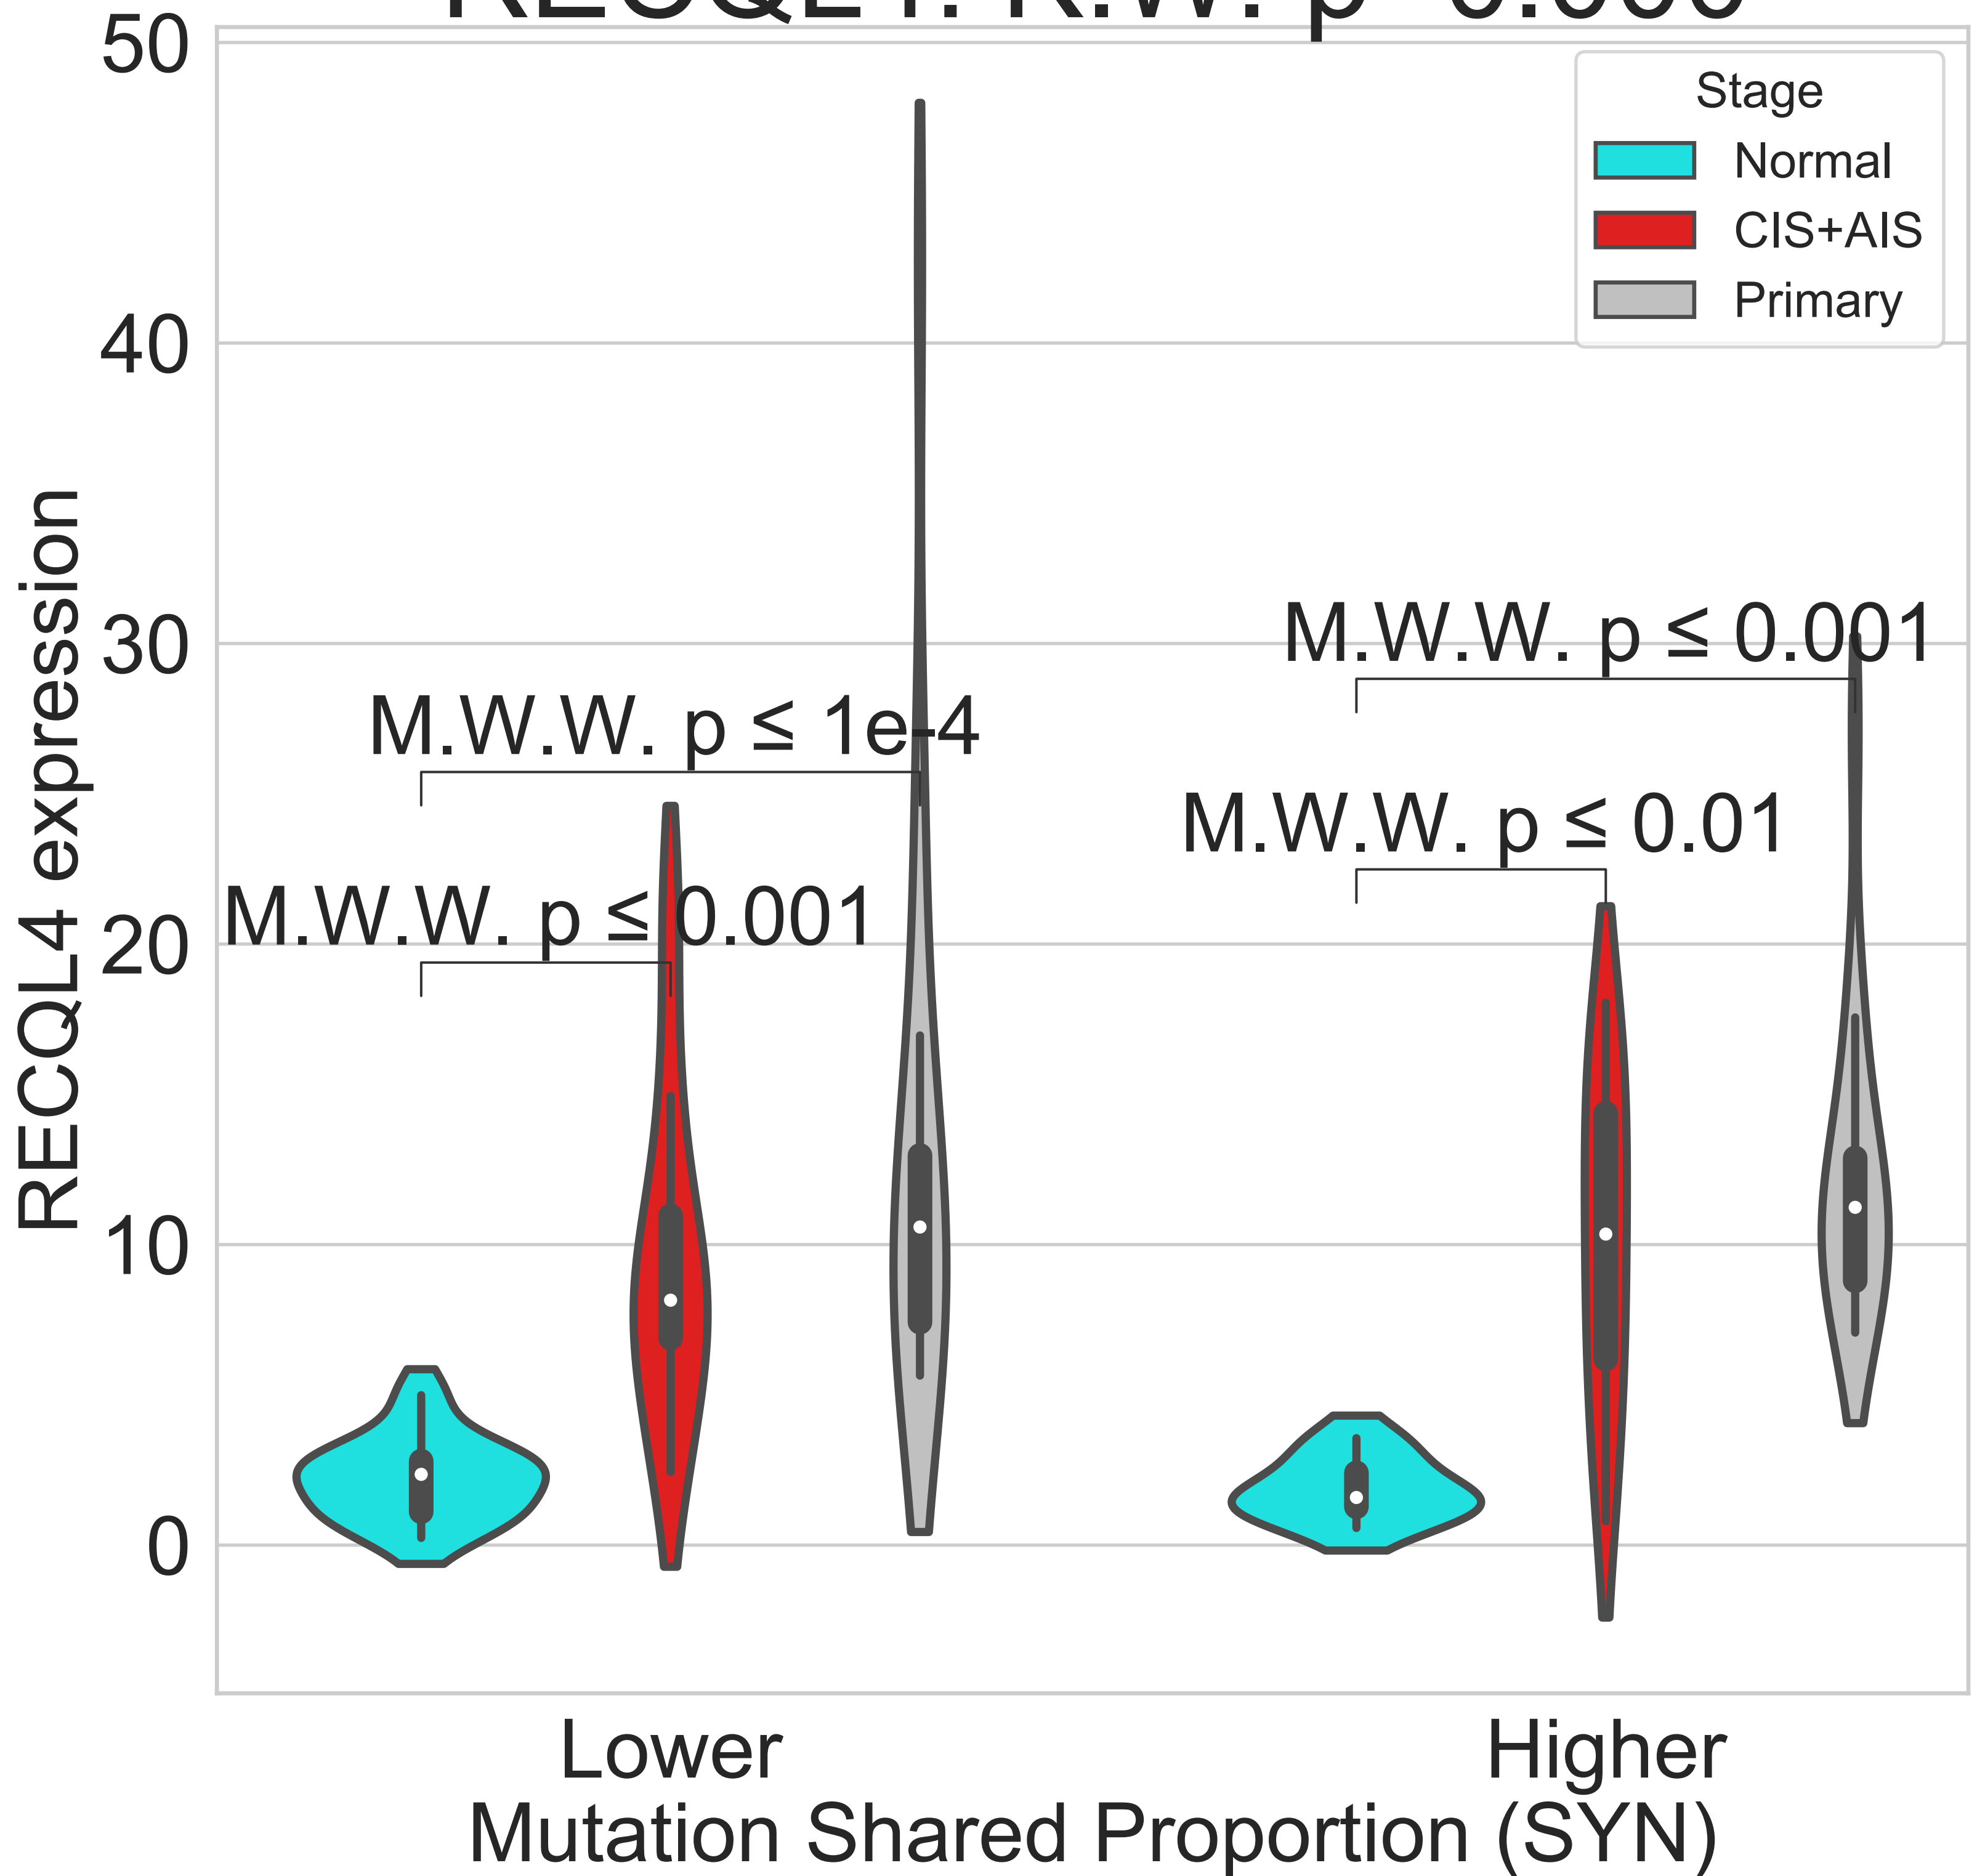 RECQL4: K.W. p
50
40
30
20
10
0
RECQL4 expression
Stage
Normal
CIS+AIS
Primary
M.W.W. p ≤ 0.001
M.W.W. p ≤ 1e-4
M.W.W. p ≤ 0.01
M.W.W. p ≤ 0.001
Lower
Higher
Mutation Shared Proportion (SYN)